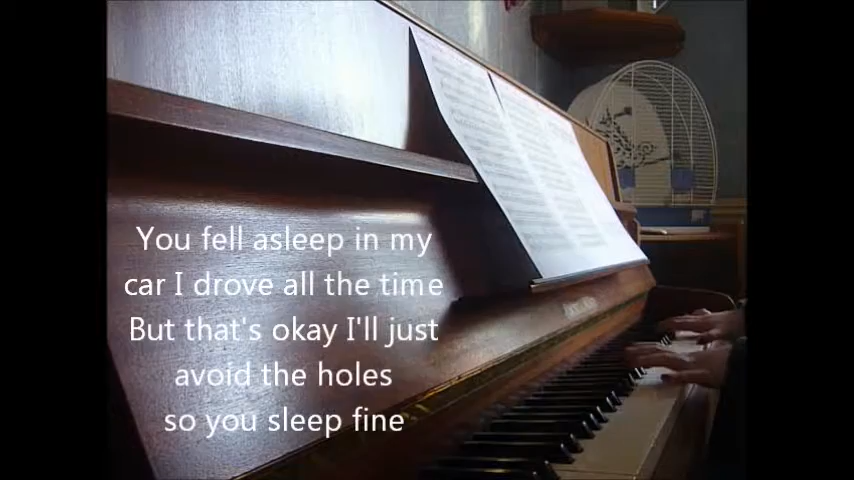 You fell asleep in my
car I drove all the time
But that's okay I'll just
avoid the holes
so you sleep fine